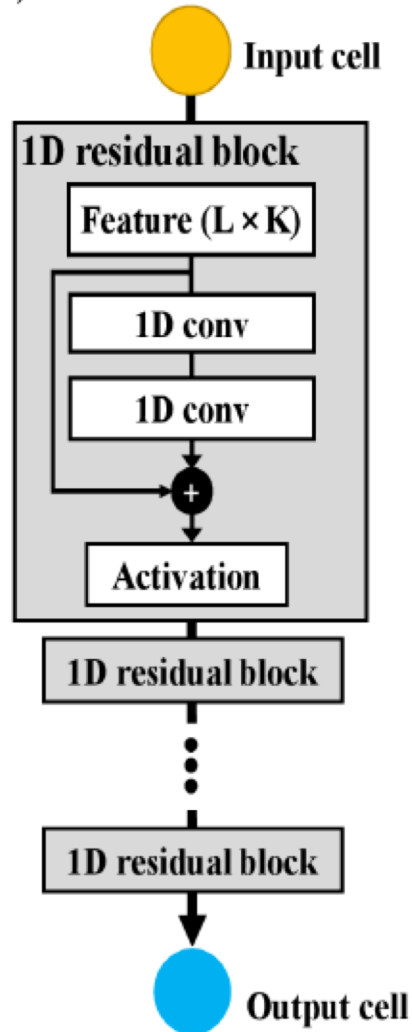 )
Input cell
1D residual block
Feature (L × K)
1D conv
1D conv
+
Activation
1D residual block
1D residual block
Output cell